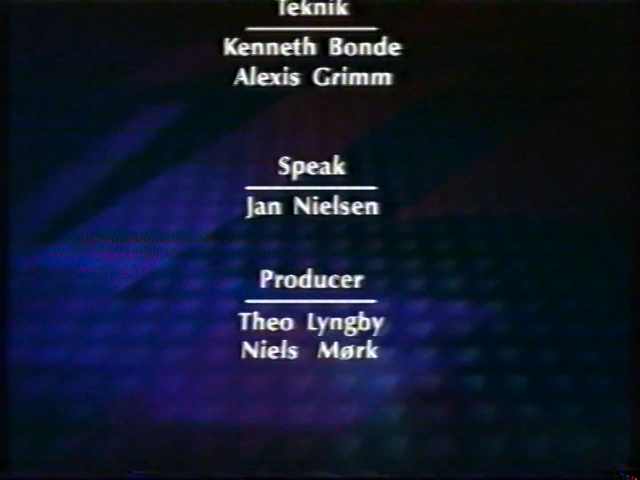 Teknik
Kenneth Bonde
Alexis Grimm
Speak
Jan Nielsen
Producer
Theo Lyngby
Niels Mørk